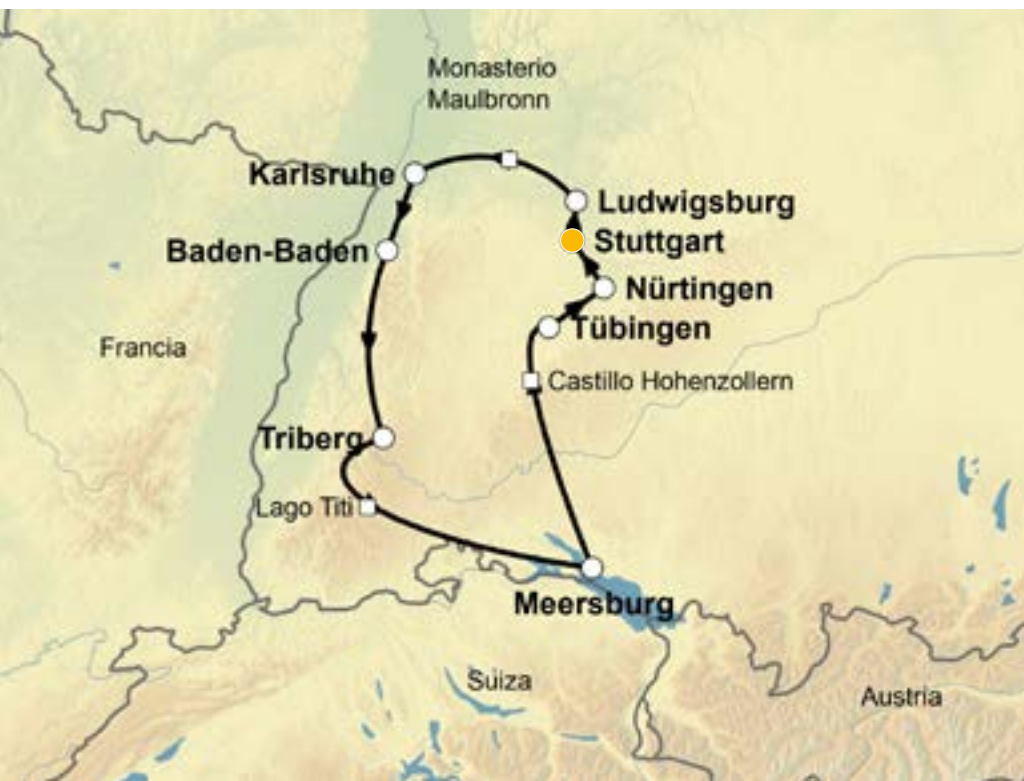 Monasterio
Maulbronn
Karlsruhe
Ludwigsburg
Stuttgart
Baden-Baden
Nürtingen
Tübingen
Francia
Castillo Hohenzollern
Triberg
Lago Titi
Meersburg
Suiza
Austria